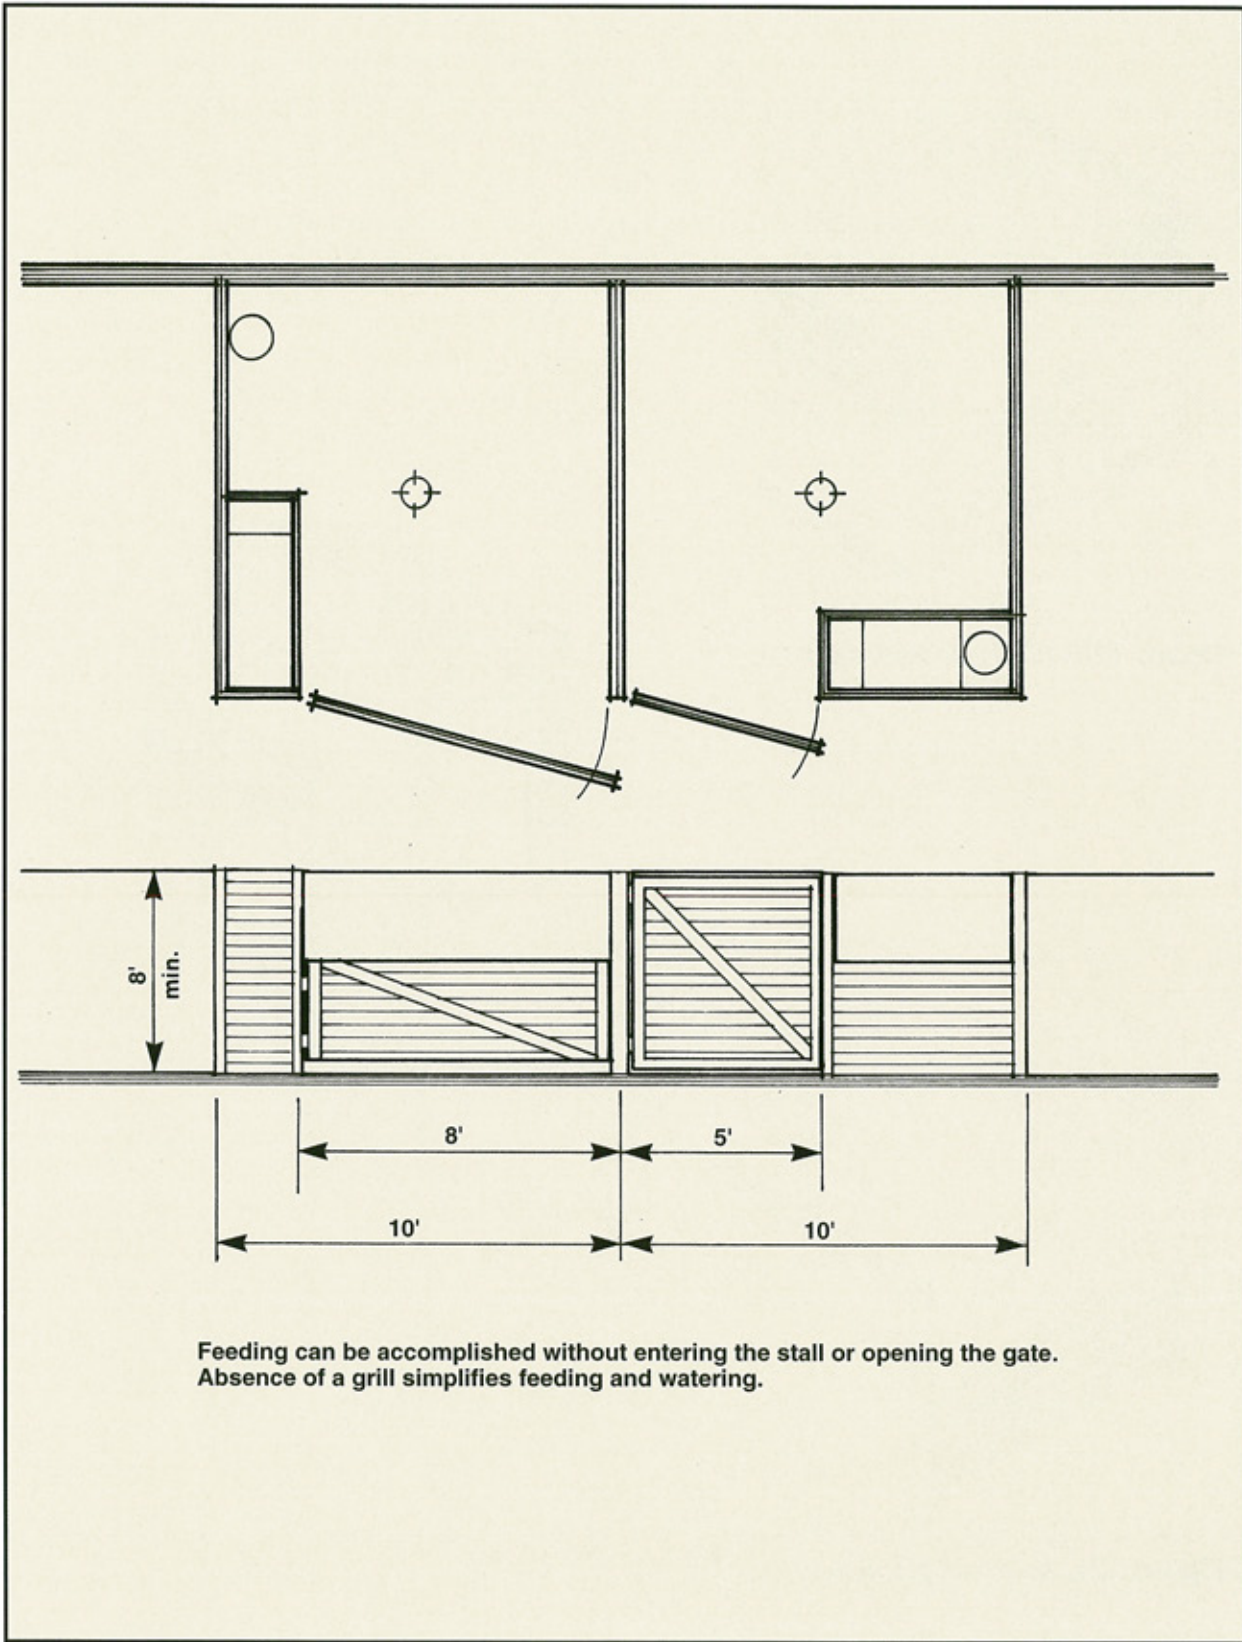 8'
min.
8'
5'
10'
10'
Feeding can be accomplished without entering the stall or opening the gate.
Absence of a grill simplifies feeding and watering.